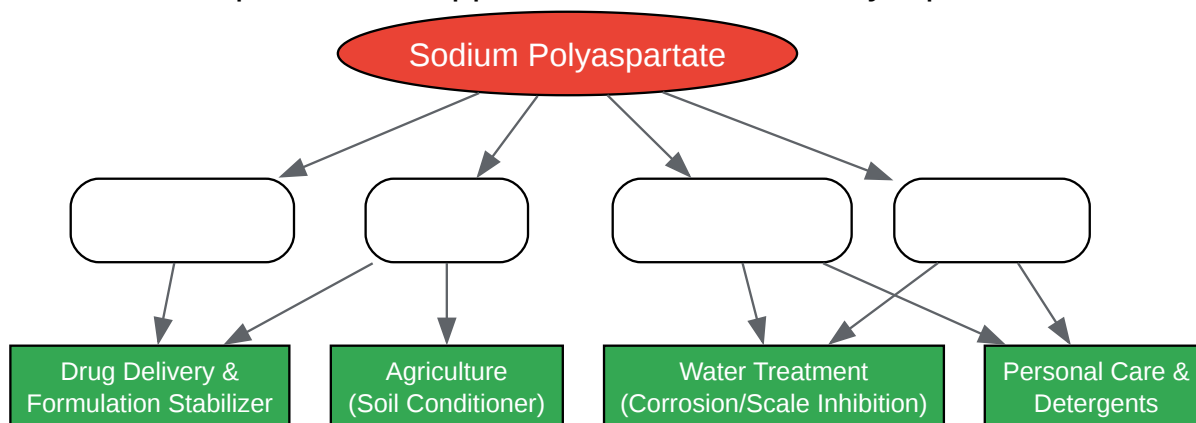 Sodium Polyaspartate
Drug Delivery &
Formulation Stabilizer
Agriculture
(Soil Conditioner)
Water Treatment
(Corrosion/Scale Inhibition)
Personal Care &
Detergents